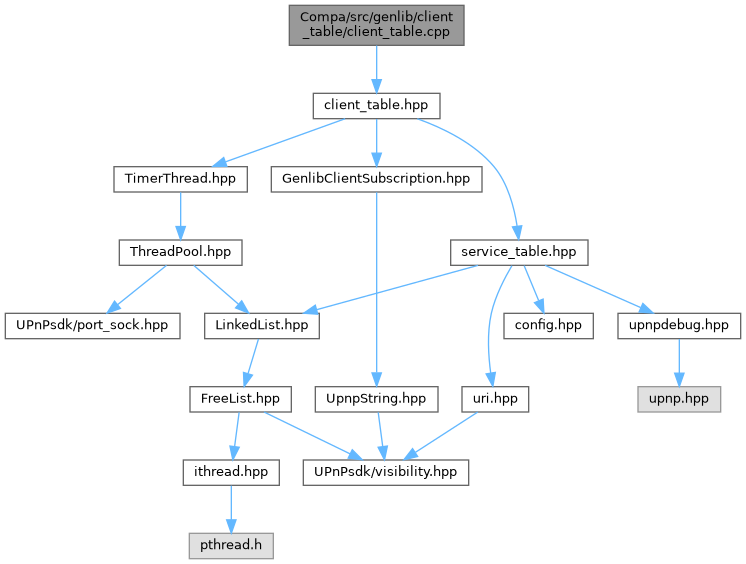 Compa/src/genlib/client
_table/client_table.cpp
client_table.hpp
TimerThread.hpp
GenlibClientSubscription.hpp
ThreadPool.hpp
service_table.hpp
UPnPsdk/port_sock.hpp
LinkedList.hpp
config.hpp
upnpdebug.hpp
FreeList.hpp
UpnpString.hpp
uri.hpp
upnp.hpp
ithread.hpp
UPnPsdk/visibility.hpp
pthread.h